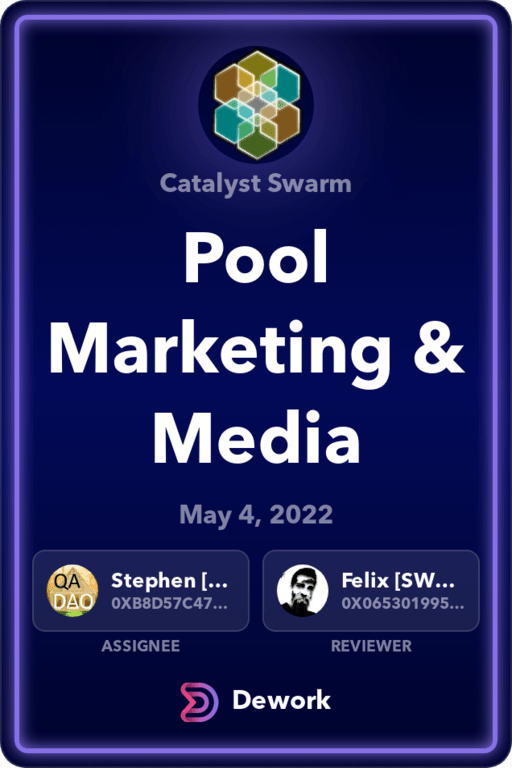 Catalyst Swarm
Pool
Marketing &
Media
May 4, 2022
QA
DAO
Stephen [...
0XB8D57C47...
ASSIGNEE
Felix [SW...
0X065301995...
REVIEWER
Dework